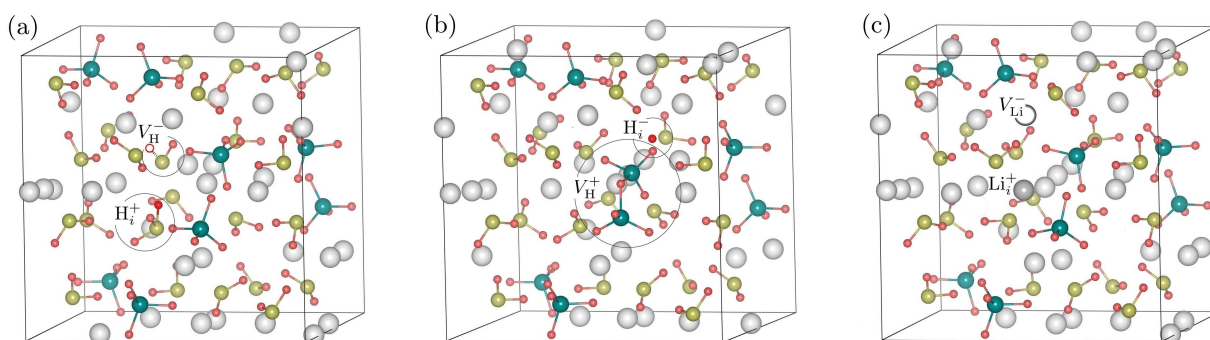 (a)
(b)
(c)
V_H^-
H_i^+
H_i^-
V_H^+
V_Li^-
Li_i^+